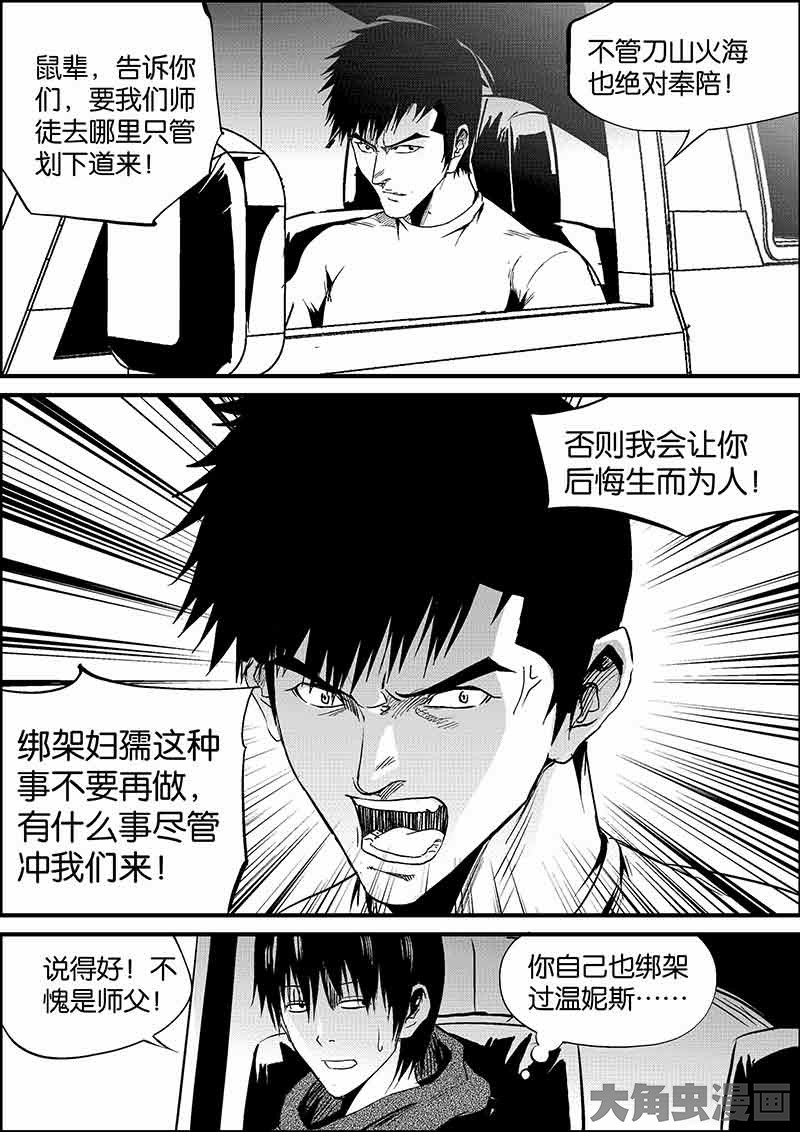 鼠辈，告诉你
们，要我们师
徒去哪里只管
划下道来！
不管刀山火海
也绝对奉陪！
否则我会让你
后悔生而为人！
绑架妇孺这种
事不要再做，
有什么事尽管
冲我们来！
说得好！不
愧是师父！
你自己也绑架
过温妮斯……
大角虫漫画